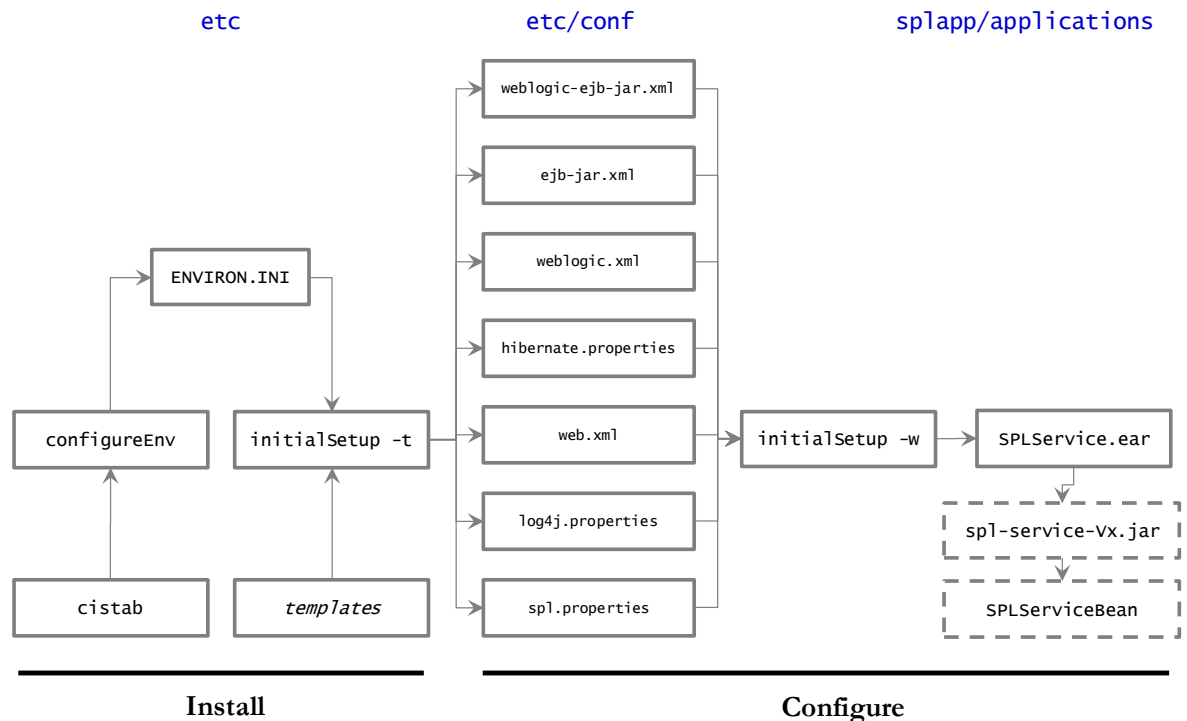 etc
etc/conf
splapp/applications
weblogic-ejb-jar.xml
ejb-jar.xml
weblogic.xml
ENVIRON.INI
hibernate.properties
configureEnv
initialSetup -t
web.xml
initialSetup -w
SPLService.ear
log4j.properties
spl-service-Vx.jar
cistab
templates
spl.properties
SPLServiceBean
Install
Configure